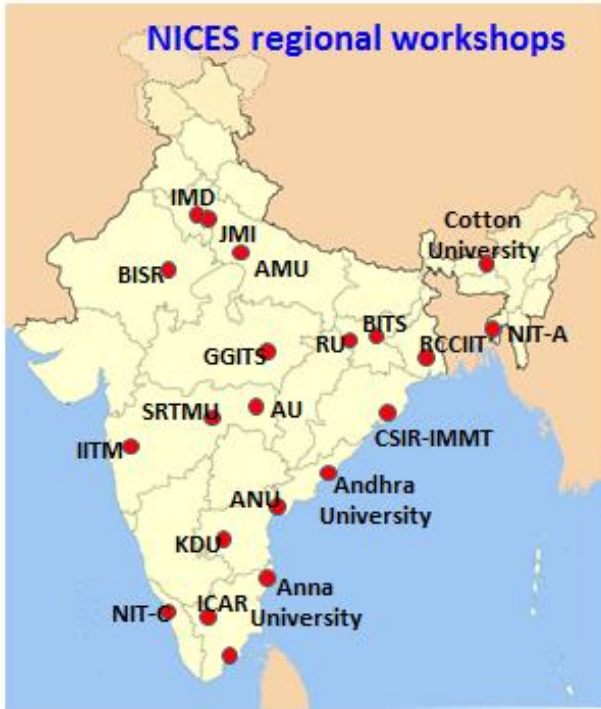 NICES regional workshops
IMD
JMI
Cotton
University
BISR
AMU
BITS
RU
RCCIIT
NIT-A
GGITS
SRTMU
AU
CSIR-IMMT
IITM
Andhra
University
ANU
KDU
Anna
University
NIT-C
ICAR